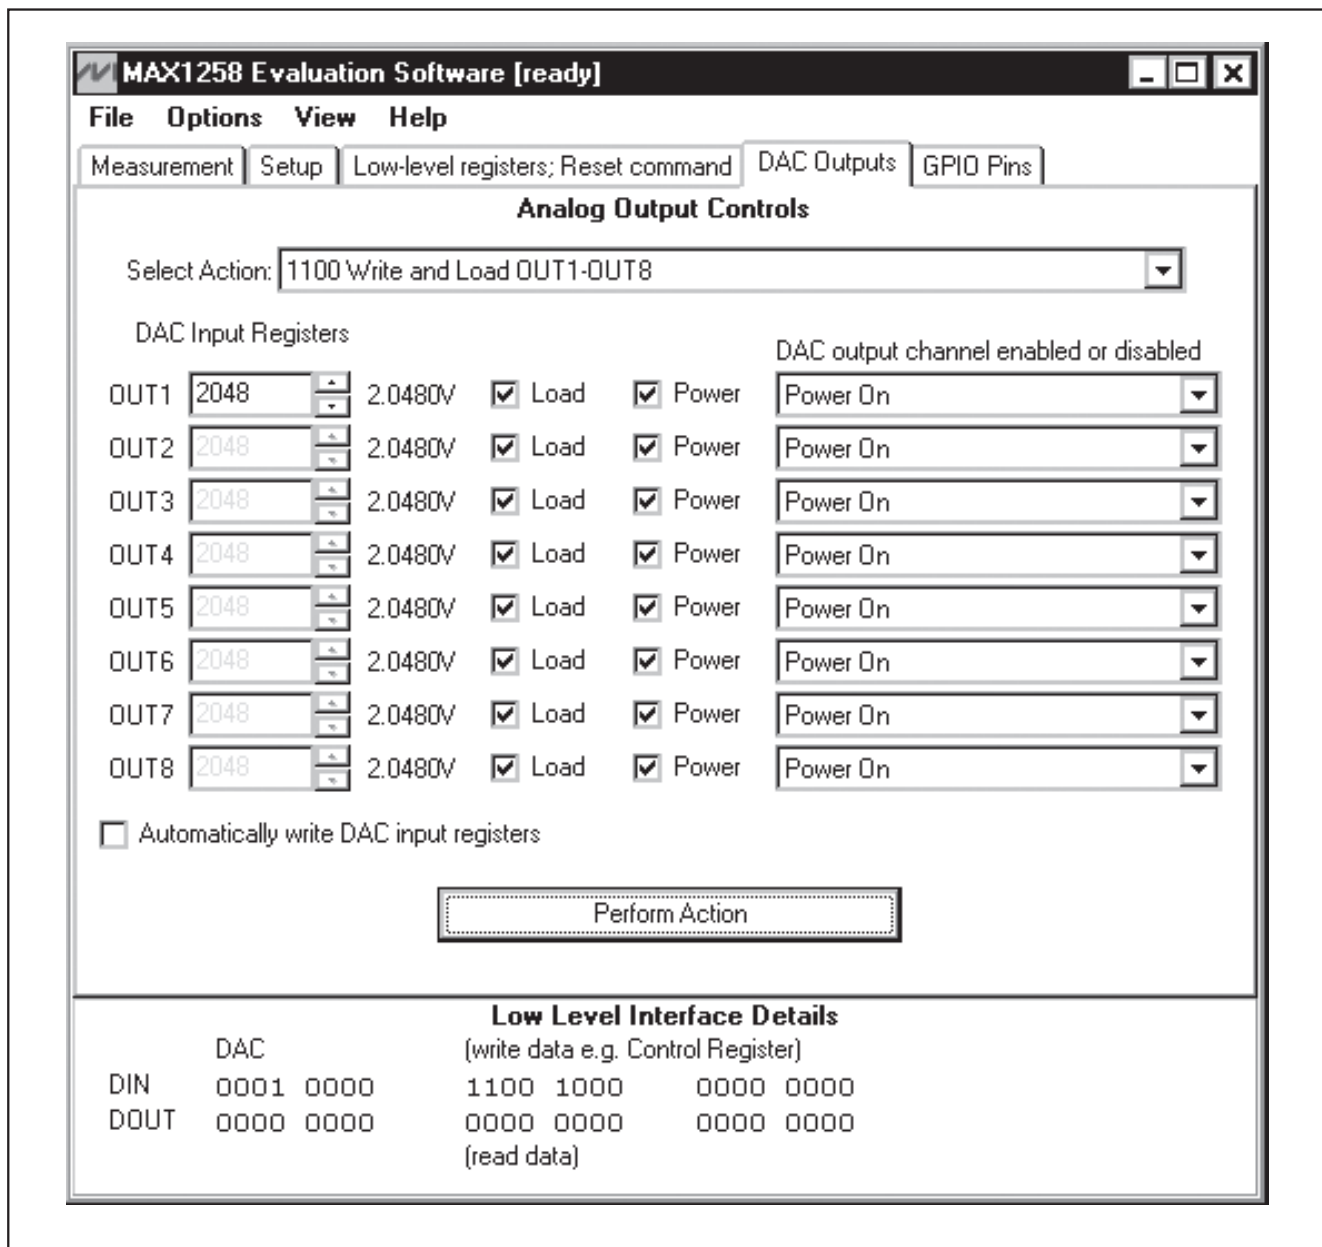 MAX1258 Evaluation Software [ready]
File Options View Help
Measurement Setup Low-level registers; Reset command DAC Outputs GPIO Pins
Analog Output Controls
Select Action: 1100 Write and Load OUT1-OUT8
DAC Input Registers
DAC output channel enabled or disabled
OUT1 2048 2.0480V Load Power Power On
OUT2 2048 2.0480V Load Power Power On
OUT3 2048 2.0480V Load Power Power On
OUT4 2048 2.0480V Load Power Power On
OUT5 2048 2.0480V Load Power Power On
OUT6 2048 2.0480V Load Power Power On
OUT7 2048 2.0480V Load Power Power On
OUT8 2048 2.0480V Load Power Power On
Automatically write DAC input registers
Perform Action
Low Level Interface Details
DAC (write data e.g. Control Register)
DIN 0001 0000 1100 1000 0000 0000
DOUT 0000 0000 0000 0000 0000 0000
(read data)